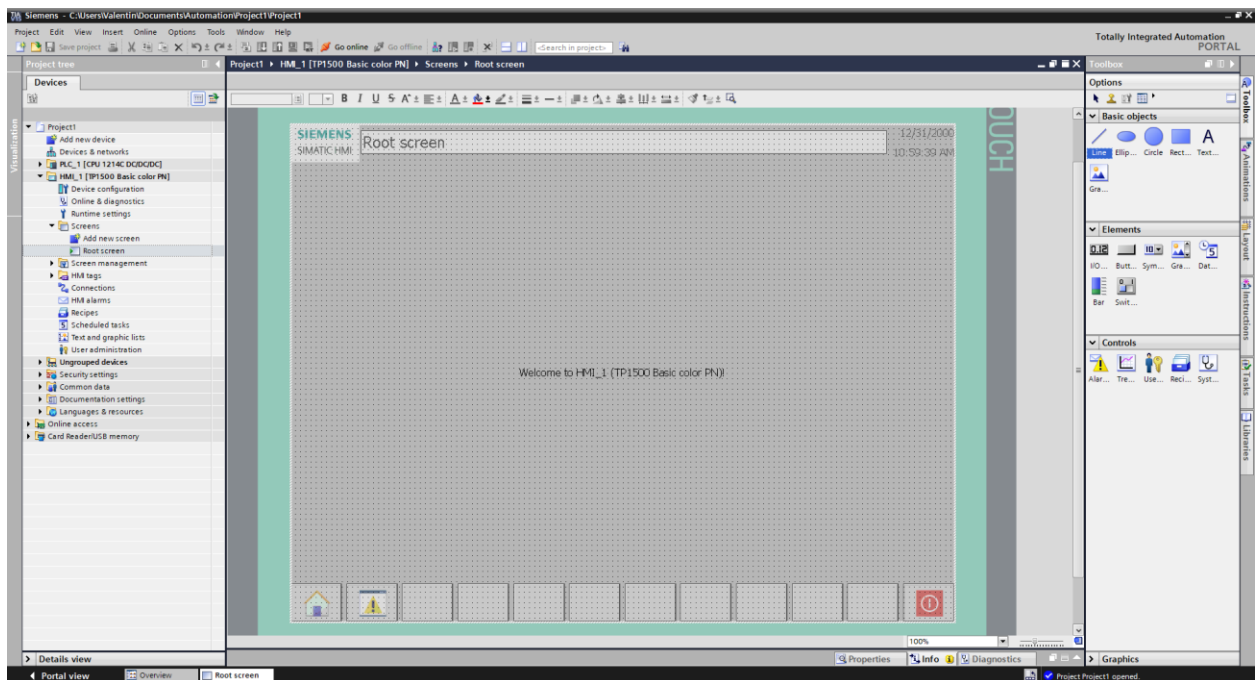 Siemens - C:\Users\Valentin\Documents\Automation\Project1\Project1
Project Edit View Insert Online Options Tools Window Help
Save project Go online Go offline <Search in project>
Totally Integrated Automation
PORTAL
Project tree
Devices
Visualization
Project1
Add new device
Devices & networks
PLC_1 [CPU 1214C DC/DC/DC]
HMI_1 [TP1500 Basic color PN]
Device configuration
Online & diagnostics
Runtime settings
Screens
Add new screen
Root screen
Screen management
HMI tags
Connections
HMI alarms
Recipes
Scheduled tasks
Text and graphic lists
User administration
Ungrouped devices
Security settings
Common data
Documentation settings
Languages & resources
Online access
Card Reader/USB memory
Details view
Project1 HMI_1 [TP1500 Basic color PN] Screens Root screen
B I U S A
SIEMENS
SIMATIC HMI
Root screen
12/31/2000
10:59:39 AM
OUCH
Welcome to HMI_1 (TP1500 Basic color PN)!
100%
Properties Info Diagnostics
Toolbox
Options
Basic objects
Line Ellip... Circle Rect... Text...
Gra...
Elements
I/O... Butt... Sym... Gra... Dat...
Bar Swit...
Controls
Alar... Tre... Use... Reci... Syst...
Graphics
Toolbox
Animations
Layout
Instructions
Tasks
Libraries
Portal view Overview Root screen
Project Project1 opened.